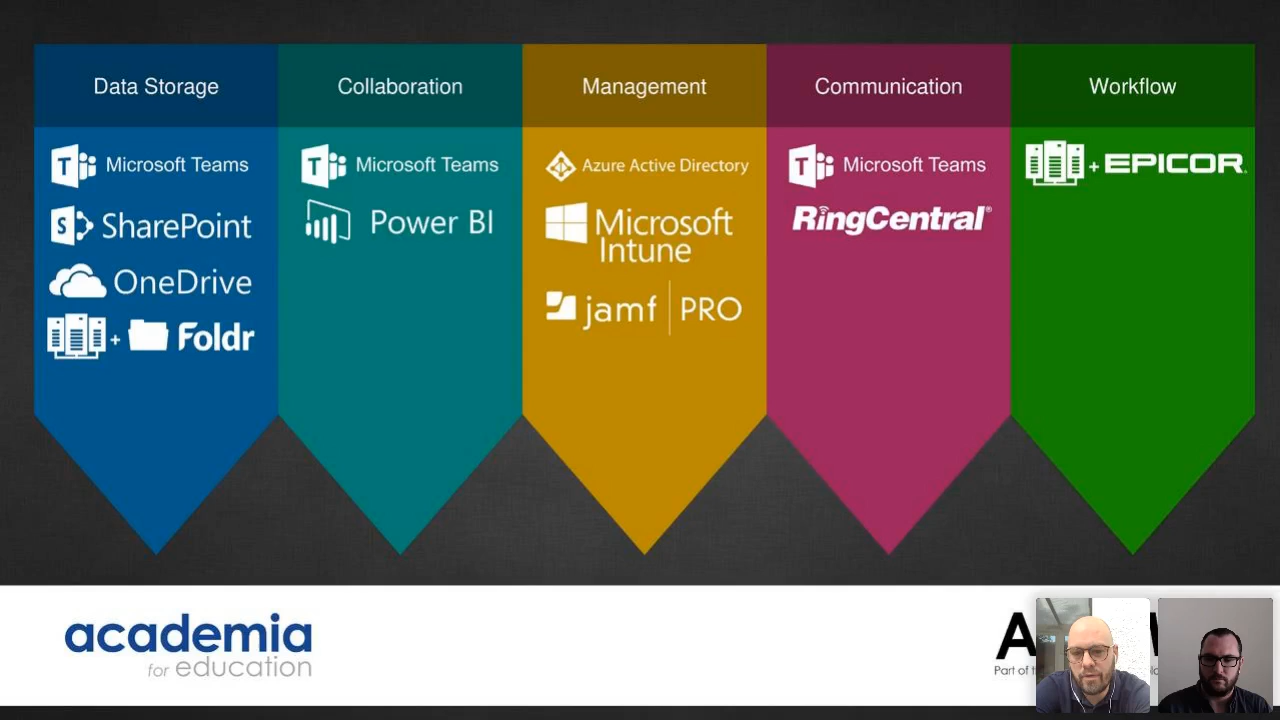 Data Storage
Collaboration
Management
Communication
Workflow
T Microsoft Teams
S SharePoint
OneDrive
+ Foldr
T Microsoft Teams
Power BI
Azure Active Directory
Microsoft
Intune
jamf | PRO
T Microsoft Teams
RingCentral®
+ EPICOR.
academia
for education
Part of